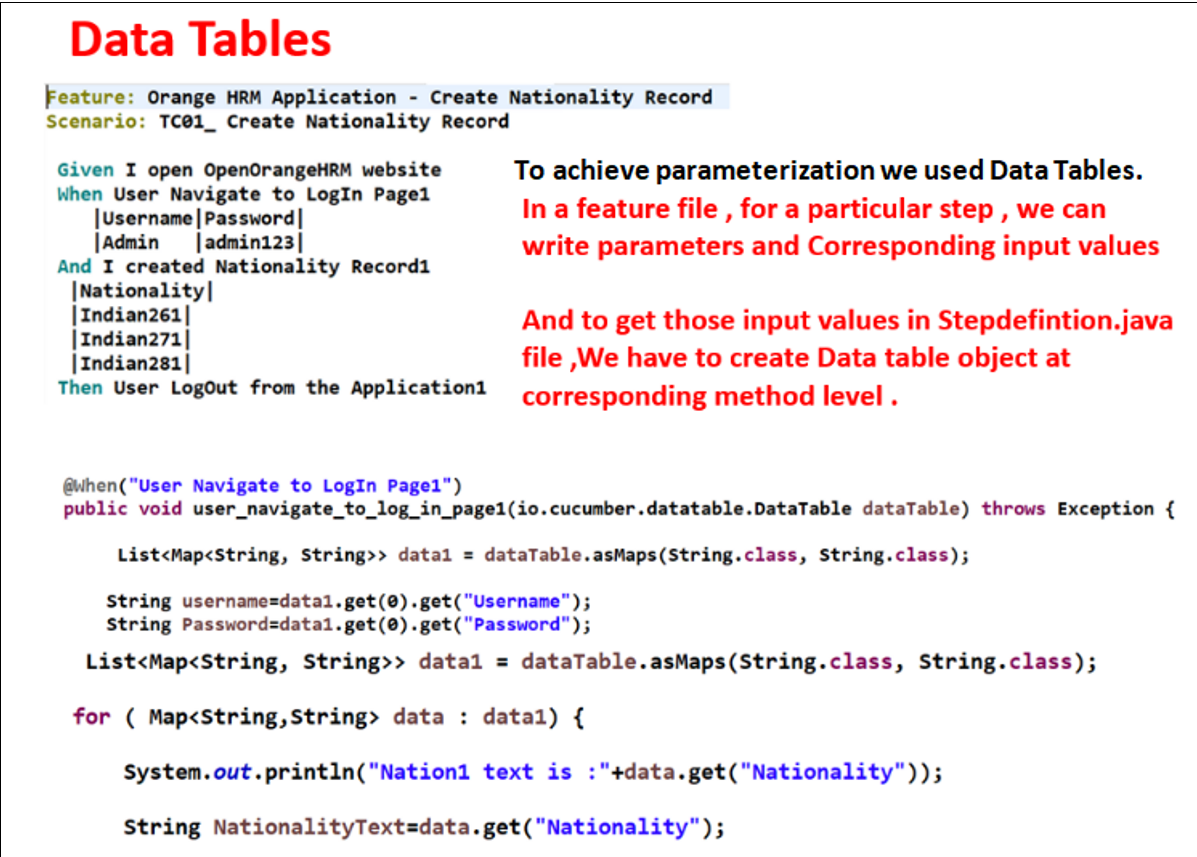 Data Tables
Feature: Orange HRM Application - Create Nationality Record
Scenario: TC01_ Create Nationality Record
Given I open OpenOrangeHRM website
When User Navigate to LogIn Page1
|Username|Password|
|Admin   |admin123|
And I created Nationality Record1
|Nationality|
|Indian261|
|Indian271|
|Indian281|
Then User LogOut from the Application1
To achieve parameterization we used Data Tables.
In a feature file , for a particular step , we can
write parameters and Corresponding input values
And to get those input values in Stepdefintion.java
file ,We have to create Data table object at
corresponding method level .
@When("User Navigate to LogIn Page1")
public void user_navigate_to_log_in_page1(io.cucumber.datatable.DataTable dataTable) throws Exception {
List<Map<String, String>> data1 = dataTable.asMaps(String.class, String.class);
String username=data1.get(0).get("Username");
String Password=data1.get(0).get("Password");
List<Map<String, String>> data1 = dataTable.asMaps(String.class, String.class);
for ( Map<String,String> data : data1) {
System.out.println("Nation1 text is :"+data.get("Nationality"));
String NationalityText=data.get("Nationality");